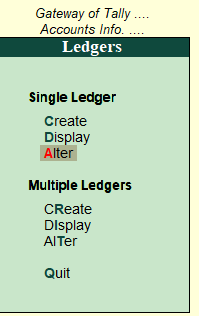 Gateway of Tally ....
Accounts Info. ....
Ledgers
Single Ledger
Create
Display
Alter
Multiple Ledgers
CReate
DIsplay
AlTer
Quit